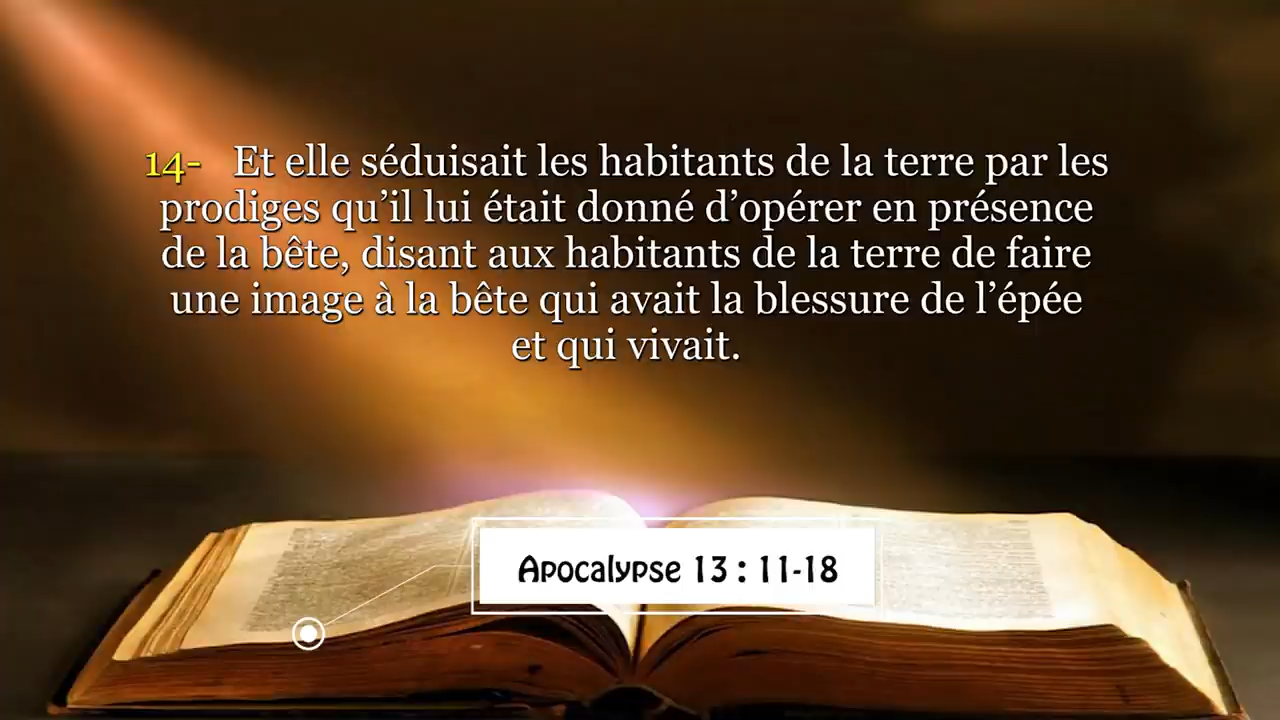 14- Et elle séduisait les habitants de la terre par les
prodiges qu’il lui était donné d’opérer en présence
de la bête, disant aux habitants de la terre de faire
une image à la bête qui avait la blessure de l’épée
et qui vivait.
Apocalypse 13 : 11-18